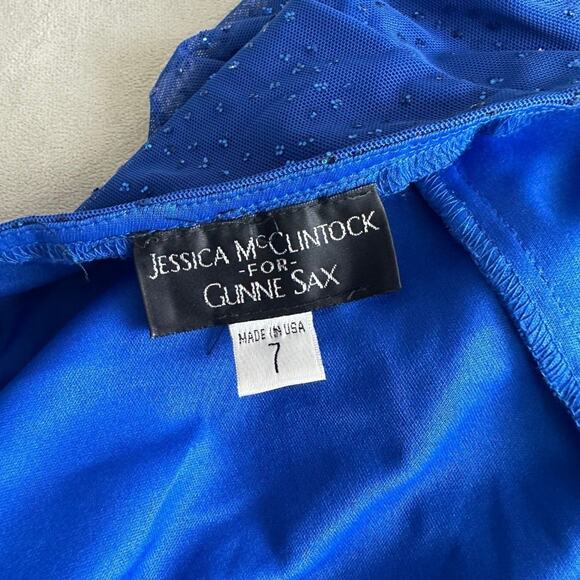 JESSICA McCLINTOCK
-FOR-
GUNNE SAX
MADE IN USA
7